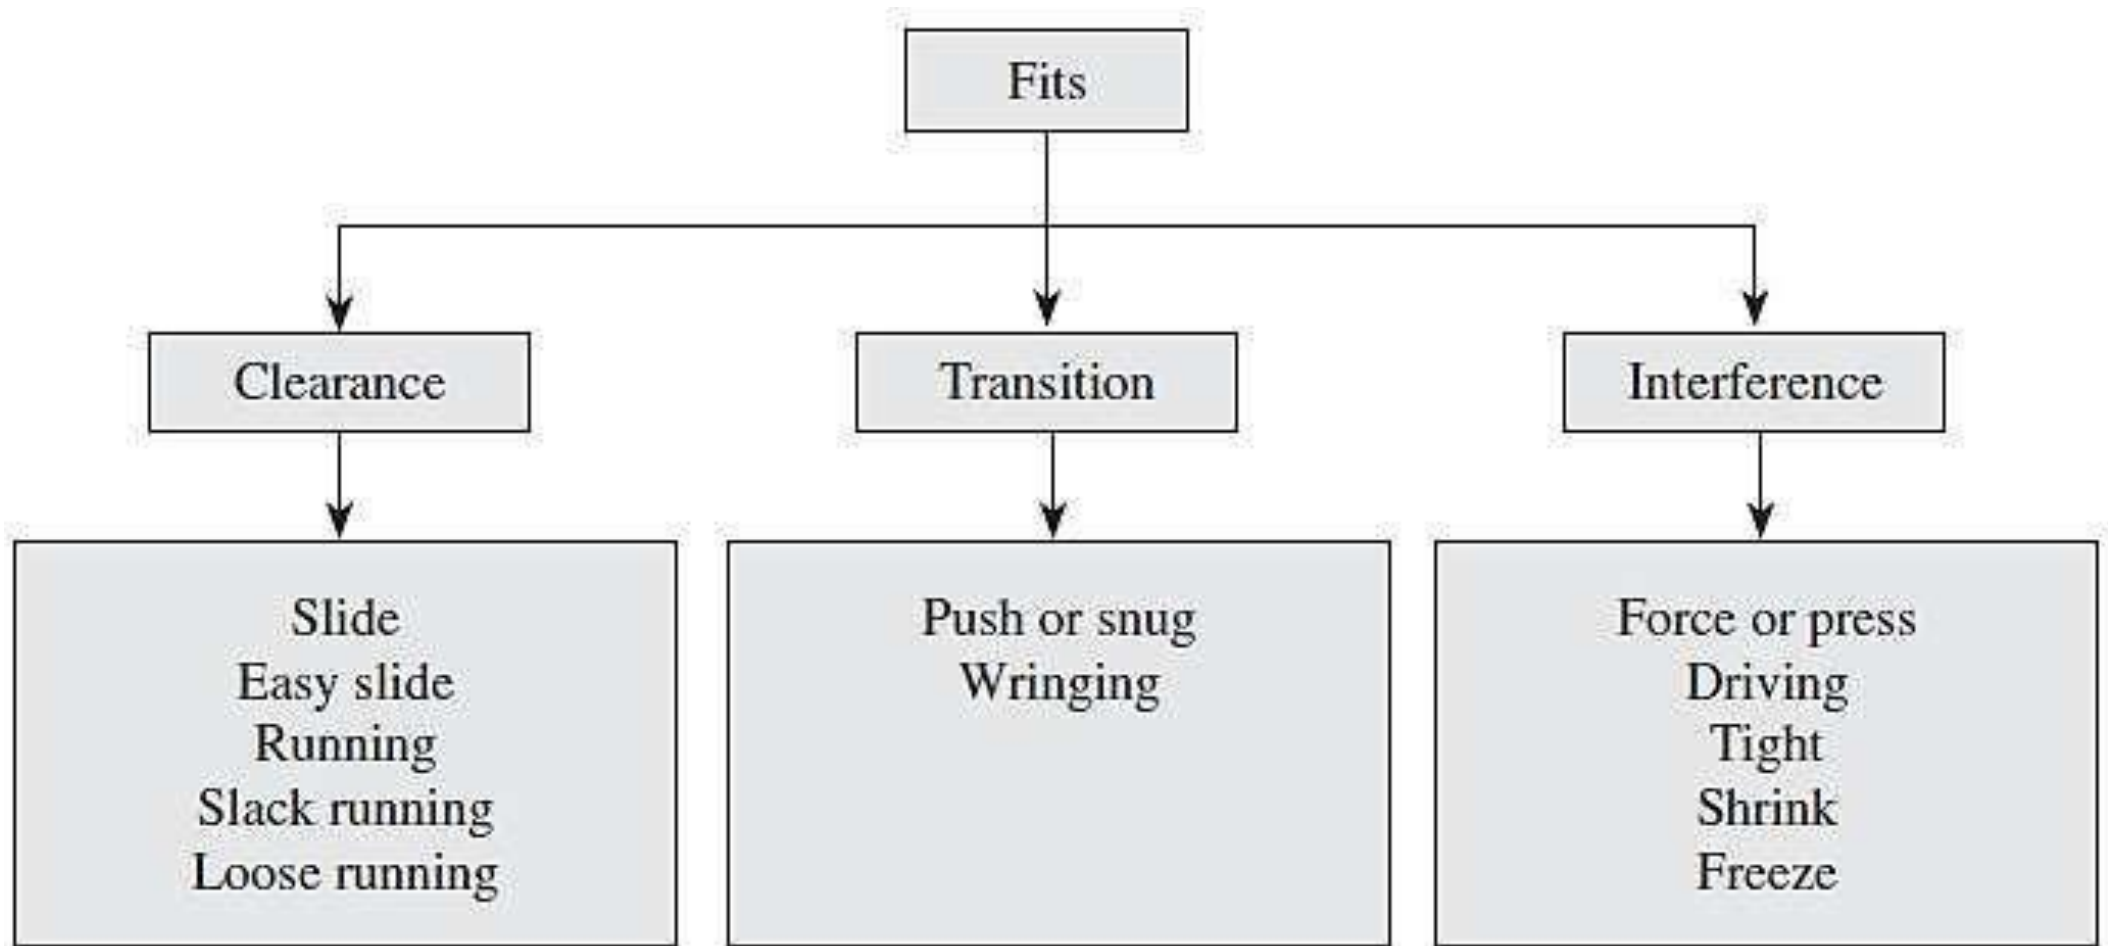 Fits
Clearance
Transition
Interference
Slide
Easy slide
Running
Slack running
Loose running
Push or snug
Wringing
Force or press
Driving
Tight
Shrink
Freeze